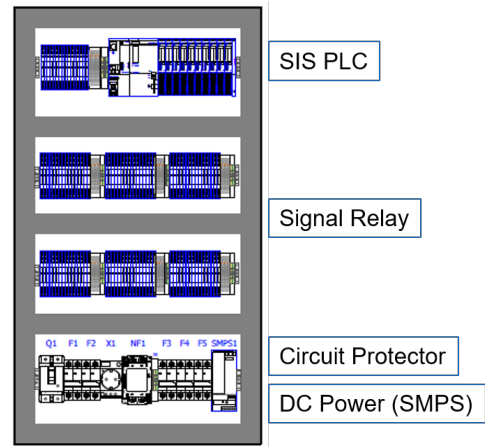 SIS PLC
Signal Relay
Q1 F1 F2 X1 NF1 F3 F4 F5 SMPS1
Circuit Protector
DC Power (SMPS)